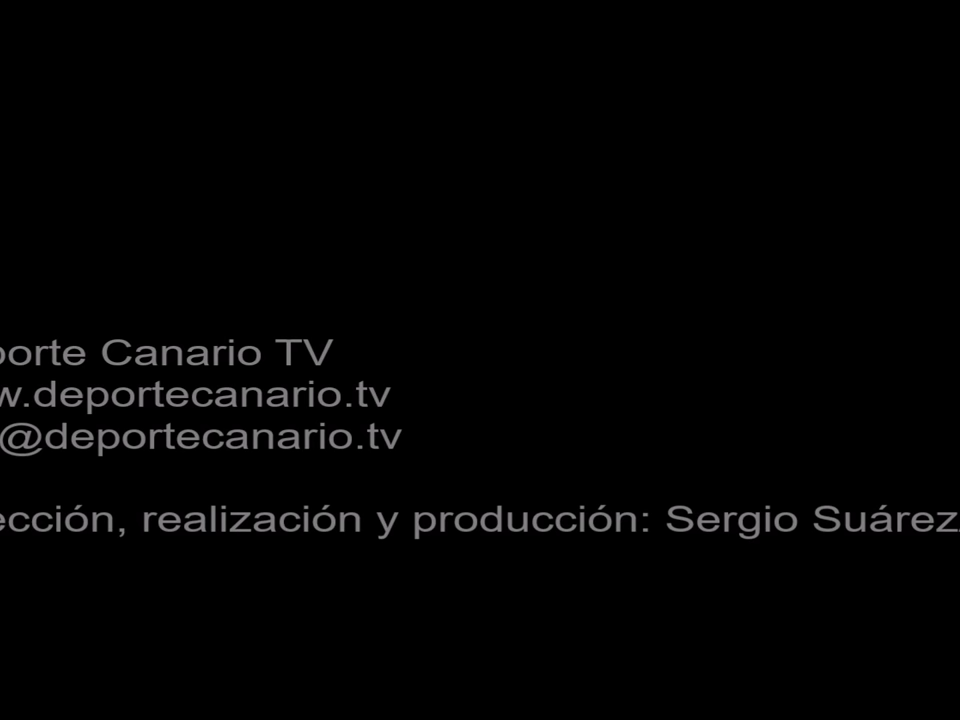 porte Canario TV
w.deportecanario.tv
@deportecanario.tv
ección, realización y producción: Sergio Suárez